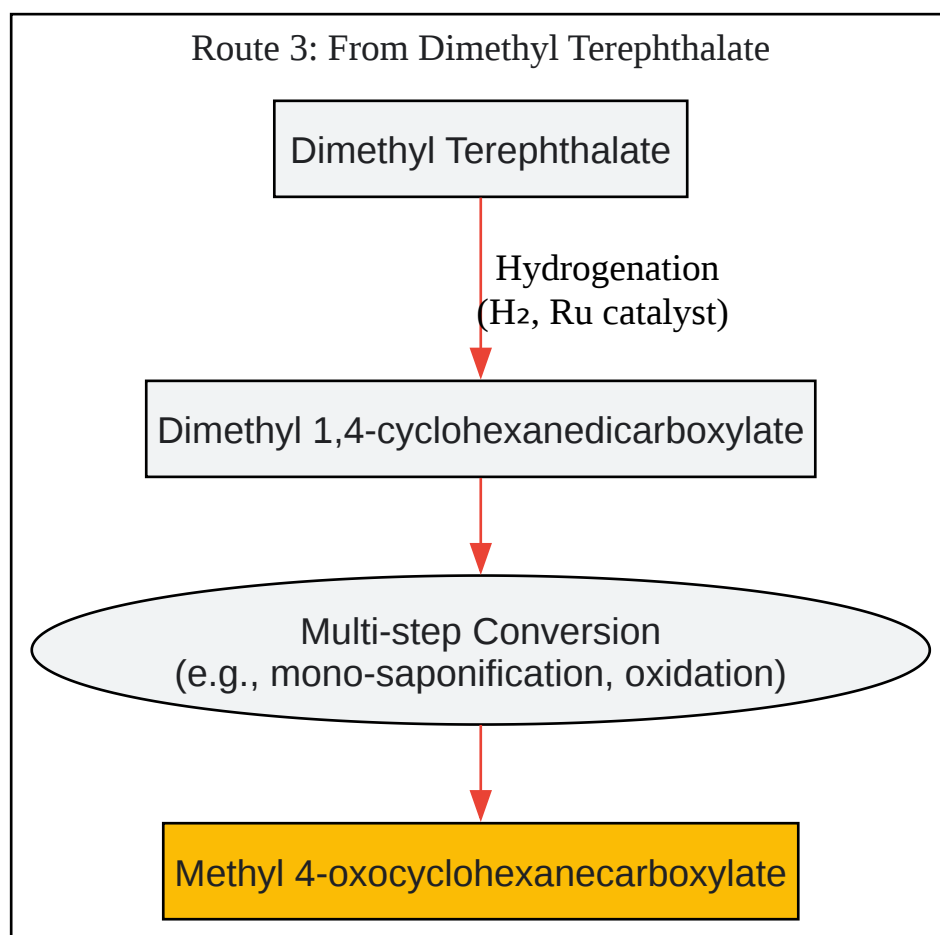 Route 3: From Dimethyl Terephthalate
Dimethyl Terephthalate
Hydrogenation
(H₂, Ru catalyst)
Dimethyl 1,4-cyclohexanedicarboxylate
Multi-step Conversion
(e.g., mono-saponification, oxidation)
Methyl 4-oxocyclohexanecarboxylate